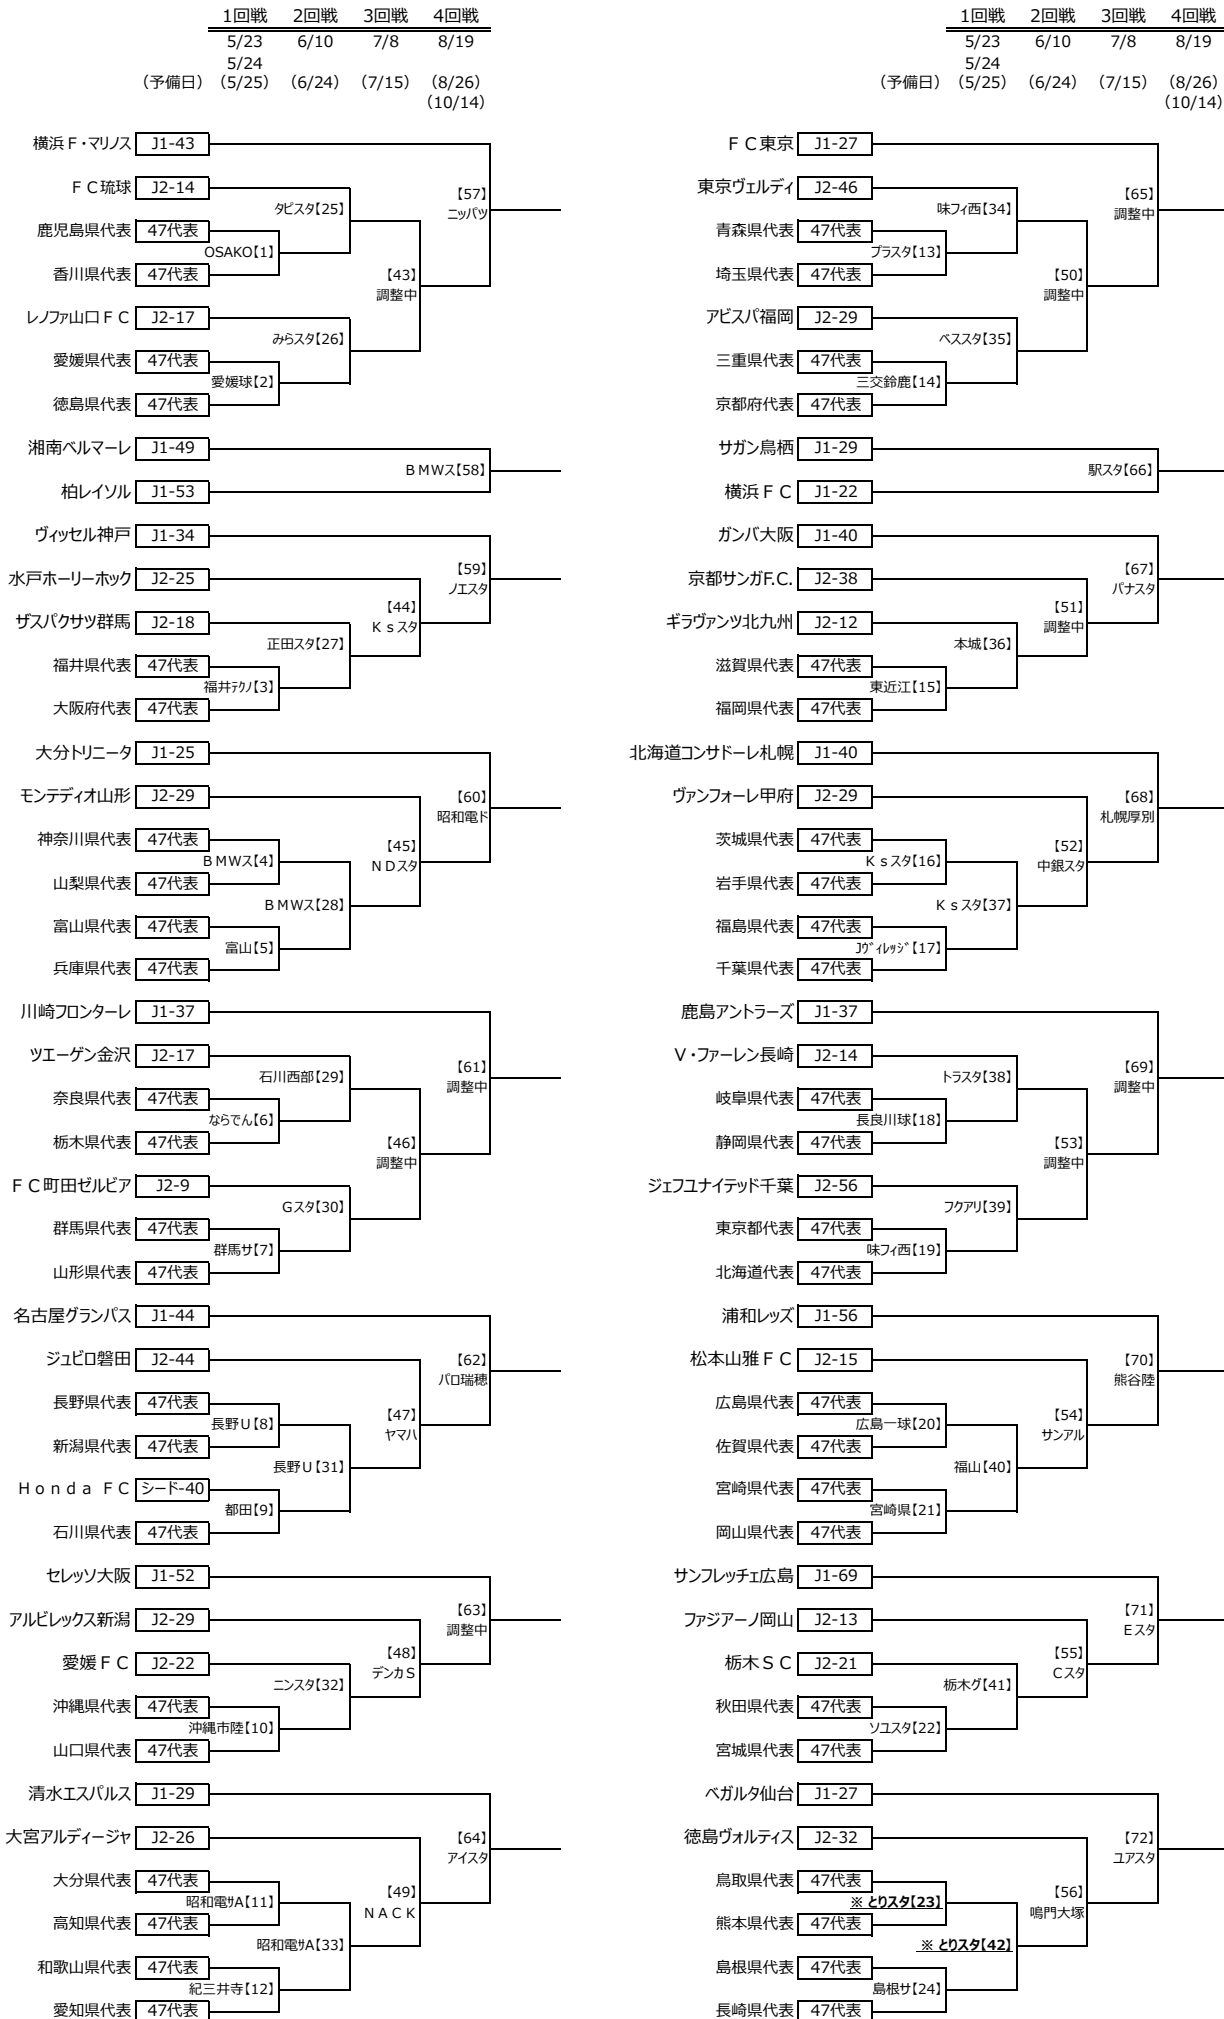 1回戦 2回戦 3回戦 4回戦
5/23 6/10 7/8 8/19
5/24
(予備日) (5/25) (6/24) (7/15) (8/26)
(10/14)
横浜F・マリノス J1-43
FC琉球 J2-14
【57】
ニッパツ
タピスタ【25】
鹿児島県代表 47代表
OSAKO【1】
香川県代表 47代表
【43】
調整中
レノファ山口FC J2-17
みらスタ【26】
愛媛県代表 47代表
愛媛球【2】
徳島県代表 47代表
湘南ベルマーレ J1-49
BMWス【58】
柏レイソル J1-53
ヴィッセル神戸 J1-34
水戸ホーリーホック J2-25
【59】
ノエスタ
【44】
Ksスタ
ザスパクサツ群馬 J2-18
正田スタ【27】
福井県代表 47代表
福井テクノ【3】
大阪府代表 47代表
大分トリニータ J1-25
モンテディオ山形 J2-29
【60】
昭和電ド
神奈川県代表 47代表
BMWス【4】
【45】
NDスタ
山梨県代表 47代表
BMWス【28】
富山県代表 47代表
富山【5】
兵庫県代表 47代表
川崎フロンターレ J1-37
ツエーゲン金沢 J2-17
【61】
調整中
石川西部【29】
奈良県代表 47代表
ならでん【6】
栃木県代表 47代表
【46】
調整中
FC町田ゼルビア J2-9
Gスタ【30】
群馬県代表 47代表
群馬サ【7】
山形県代表 47代表
名古屋グランパス J1-44
ジュビロ磐田 J2-44
【62】
パロ瑞穂
長野県代表 47代表
長野U【8】
【47】
ヤマハ
新潟県代表 47代表
長野U【31】
Honda FC シード-40
都田【9】
石川県代表 47代表
セレッソ大阪 J1-52
アルビレックス新潟 J2-29
【63】
調整中
【48】
デンカS
愛媛FC J2-22
ニンスタ【32】
沖縄県代表 47代表
沖縄市陸【10】
山口県代表 47代表
清水エスパルス J1-29
大宮アルディージャ J2-26
【64】
アイスタ
大分県代表 47代表
昭和電サA【11】
【49】
NACK
高知県代表 47代表
昭和電サA【33】
和歌山県代表 47代表
紀三井寺【12】
愛知県代表 47代表
1回戦 2回戦 3回戦 4回戦
5/23 6/10 7/8 8/19
5/24
(予備日) (5/25) (6/24) (7/15) (8/26)
(10/14)
FC東京 J1-27
東京ヴェルディ J2-46
【65】
調整中
味フィ西【34】
青森県代表 47代表
プラスタ【13】
埼玉県代表 47代表
【50】
調整中
アビスパ福岡 J2-29
ベススタ【35】
三重県代表 47代表
三交鈴鹿【14】
京都府代表 47代表
サガン鳥栖 J1-29
駅スタ【66】
横浜FC J1-22
ガンバ大阪 J1-40
京都サンガF.C. J2-38
【67】
パナスタ
【51】
調整中
ギラヴァンツ北九州 J2-12
本城【36】
滋賀県代表 47代表
東近江【15】
福岡県代表 47代表
北海道コンサドーレ札幌 J1-40
ヴァンフォーレ甲府 J2-29
【68】
札幌厚別
茨城県代表 47代表
Ksスタ【16】
【52】
中銀スタ
岩手県代表 47代表
Ksスタ【37】
福島県代表 47代表
Jヴィレッジ【17】
千葉県代表 47代表
鹿島アントラーズ J1-37
V・ファーレン長崎 J2-14
【69】
調整中
トラスタ【38】
岐阜県代表 47代表
長良川球【18】
静岡県代表 47代表
【53】
調整中
ジェフユナイテッド千葉 J2-56
フクアリ【39】
東京都代表 47代表
味フィ西【19】
北海道代表 47代表
浦和レッズ J1-56
松本山雅FC J2-15
【70】
熊谷陸
広島県代表 47代表
広島一球【20】
【54】
サンアル
佐賀県代表 47代表
福山【40】
宮崎県代表 47代表
宮崎県【21】
岡山県代表 47代表
サンフレッチェ広島 J1-69
ファジアーノ岡山 J2-13
【71】
Eスタ
【55】
Cスタ
栃木SC J2-21
栃木グ【41】
秋田県代表 47代表
ソユスタ【22】
宮城県代表 47代表
ベガルタ仙台 J1-27
徳島ヴォルティス J2-32
【72】
ユアスタ
鳥取県代表 47代表
※ とりスタ【23】
【56】
鳴門大塚
熊本県代表 47代表
※ とりスタ【42】
島根県代表 47代表
島根サ【24】
長崎県代表 47代表